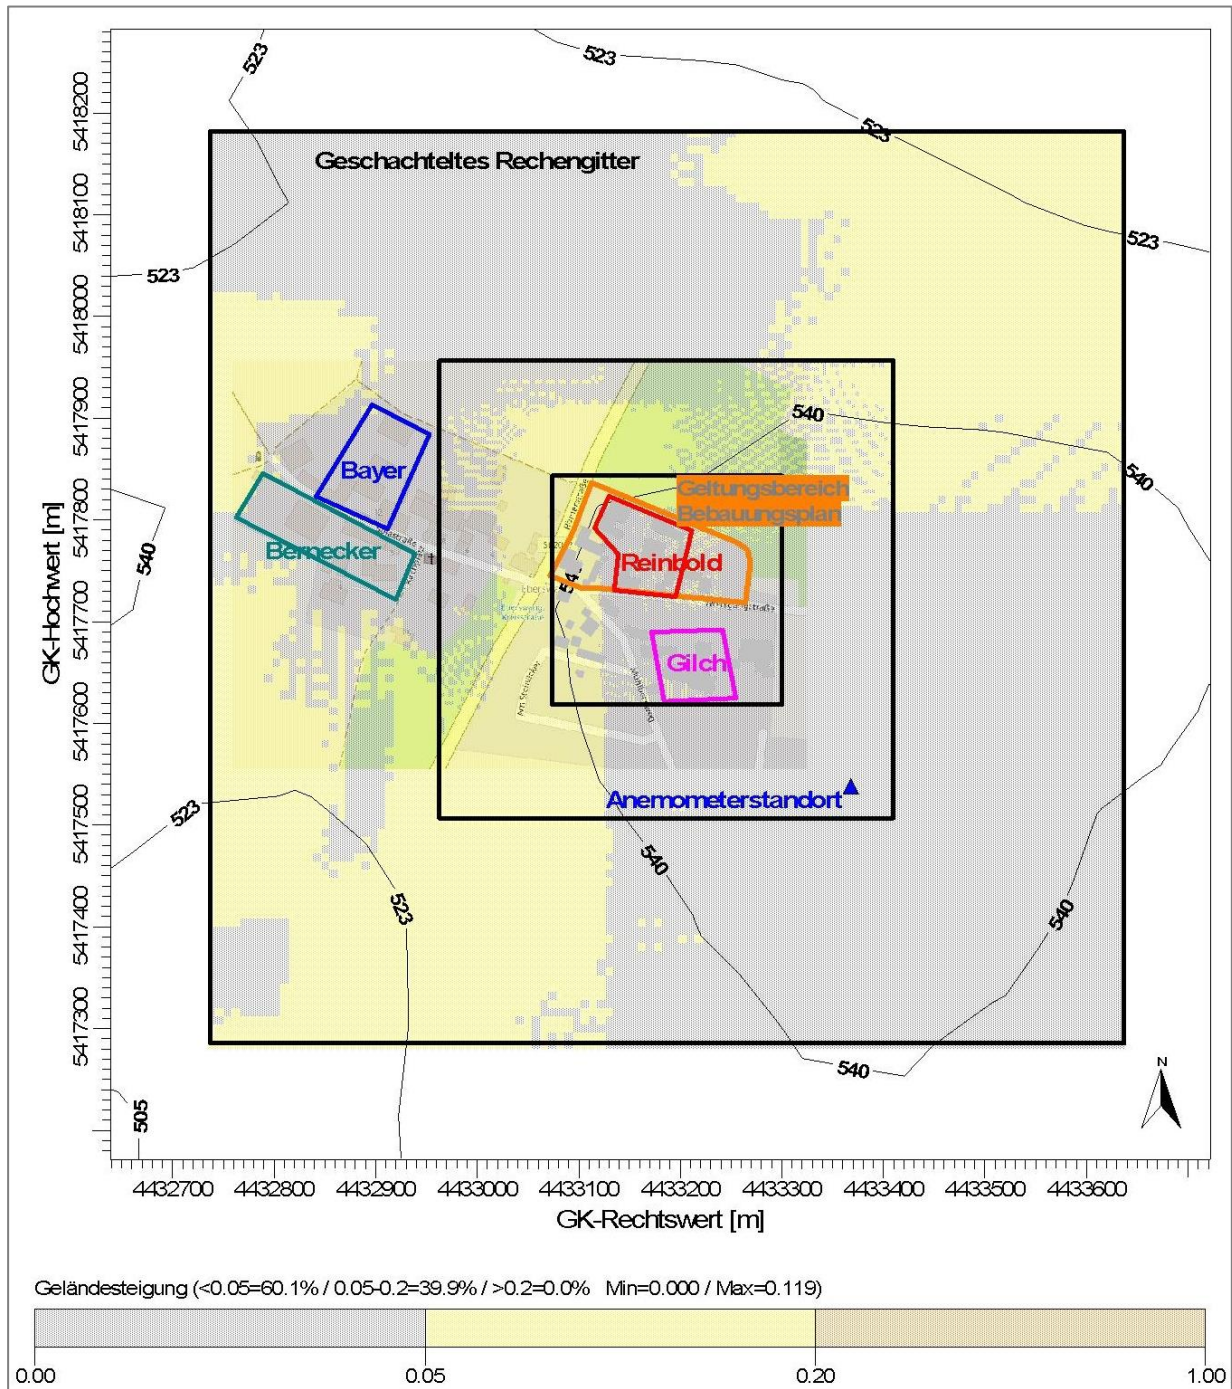 523
523
523
Geschachteltes Rechengitter
523
523
540
540
540
Bayer
Bernecker
Geltungsbereich
Bebauungsplan
Reinbold
Gilch
Am Steinacker
Anemometerstandort
523
540
523
540
540
505
N
GK-Hochwert [m]
5418200
5418100
5418000
5417900
5417800
5417700
5417600
5417500
5417400
5417300
4432700 4432800 4432900 4433000 4433100 4433200 4433300 4433400 4433500 4433600
GK-Rechtswert [m]
Geländesteigung (<0.05=60.1% / 0.05-0.2=39.9% / >0.2=0.0% Min=0.000 / Max=0.119)
0.00 0.05 0.20 1.00